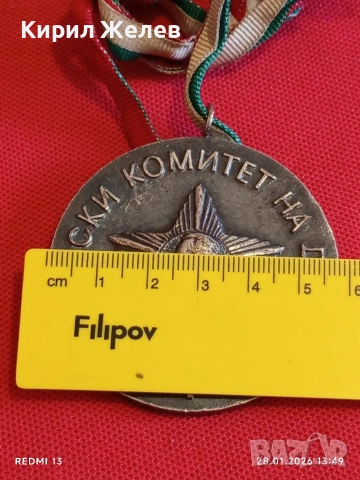 Кирил Желев
СКИ КОМИТЕТ НА
cm 1 2 3 4 5 6
Filipov
REDMI 13
28.01.2026 13:49
BAZAR